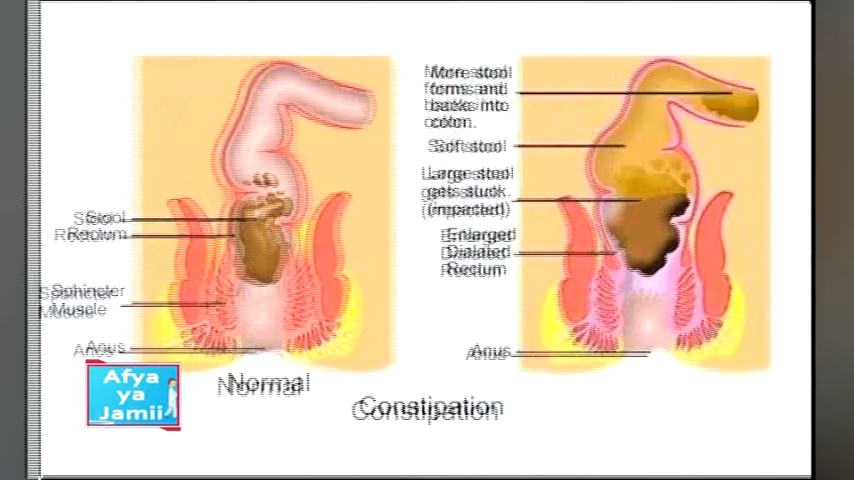 More stool
forms and
backs into
colon.
Soft stool
Large stool
gets stuck.
(impacted)
Enlarged
Dialated
Rectum
Anus
Stool
Rectum
Sphincter
Muscle
Anus
Normal
Constipation
Afya
ya
Jamii